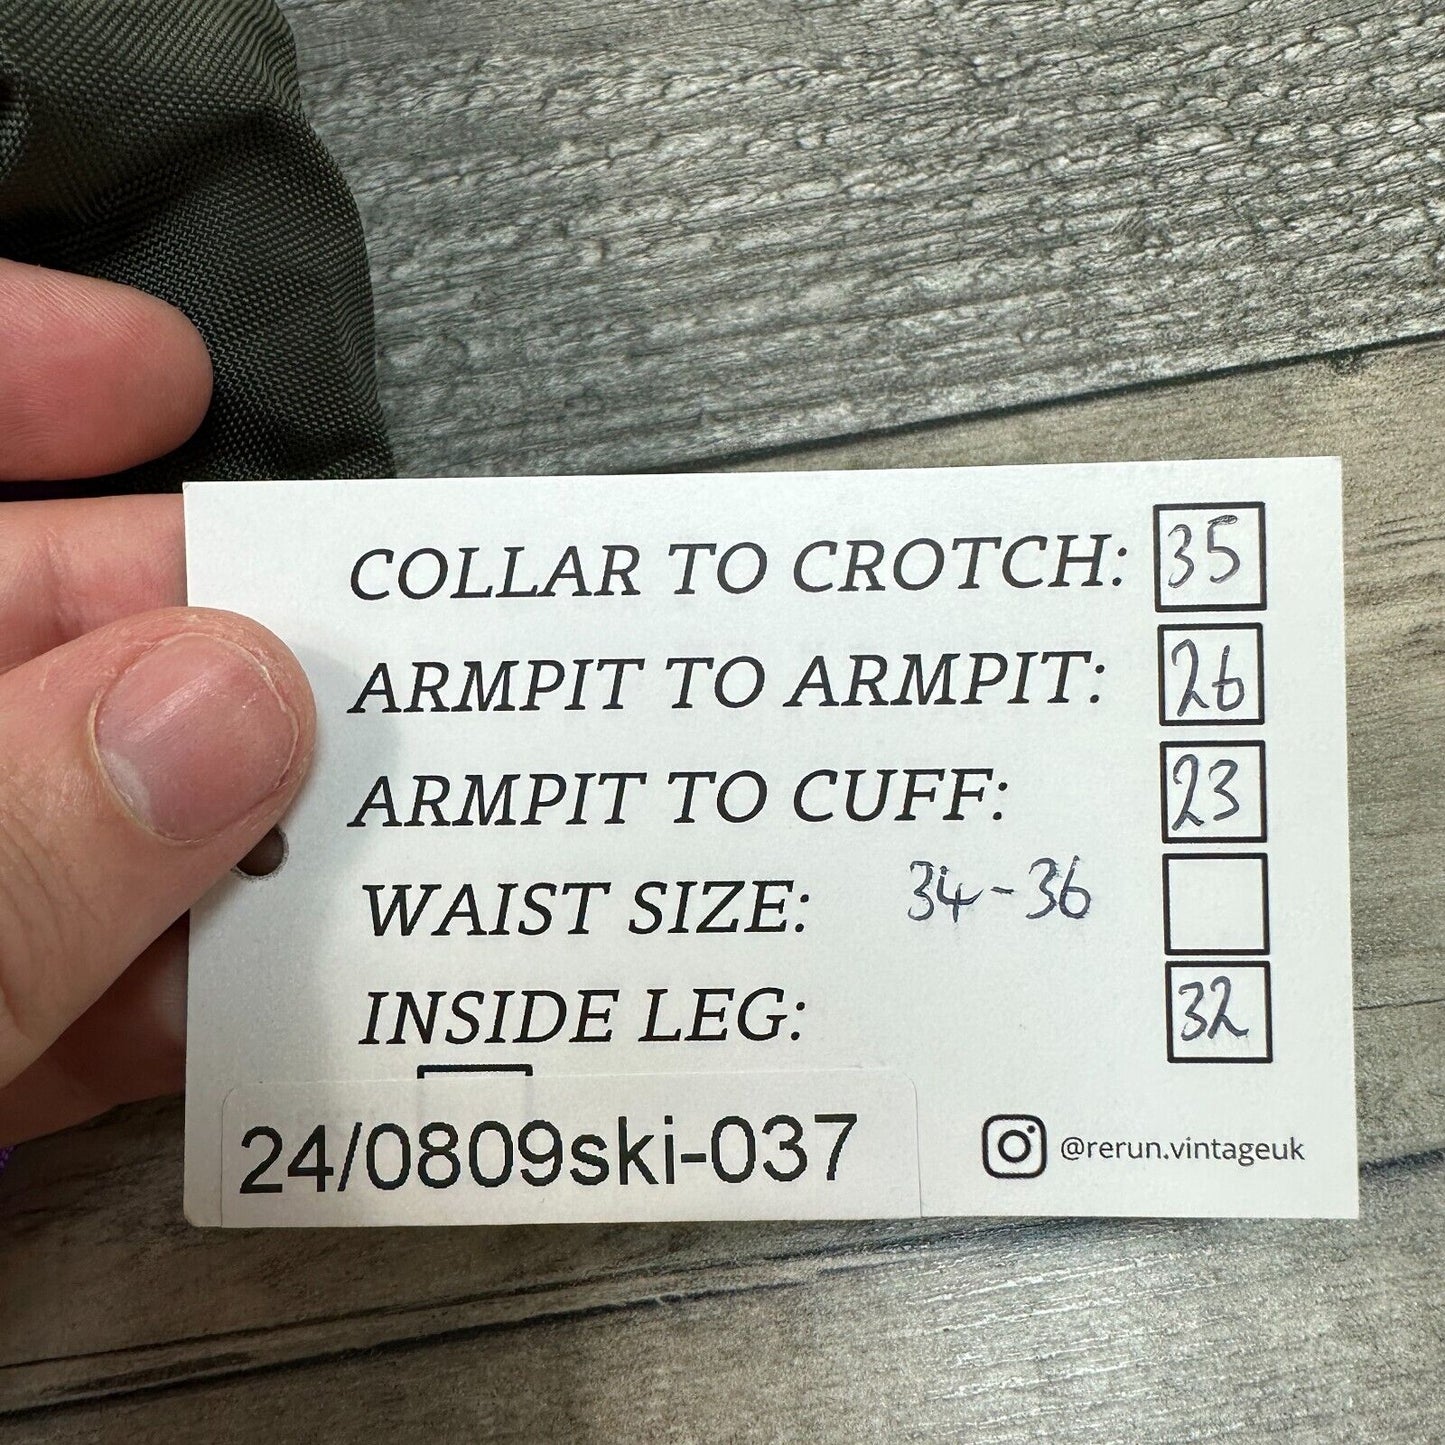 COLLAR TO CROTCH: 35
ARMPIT TO ARMPIT: 26
ARMPIT TO CUFF: 23
WAIST SIZE: 34-36
INSIDE LEG: 32
24/0809ski-037
@rerun.vintageuk